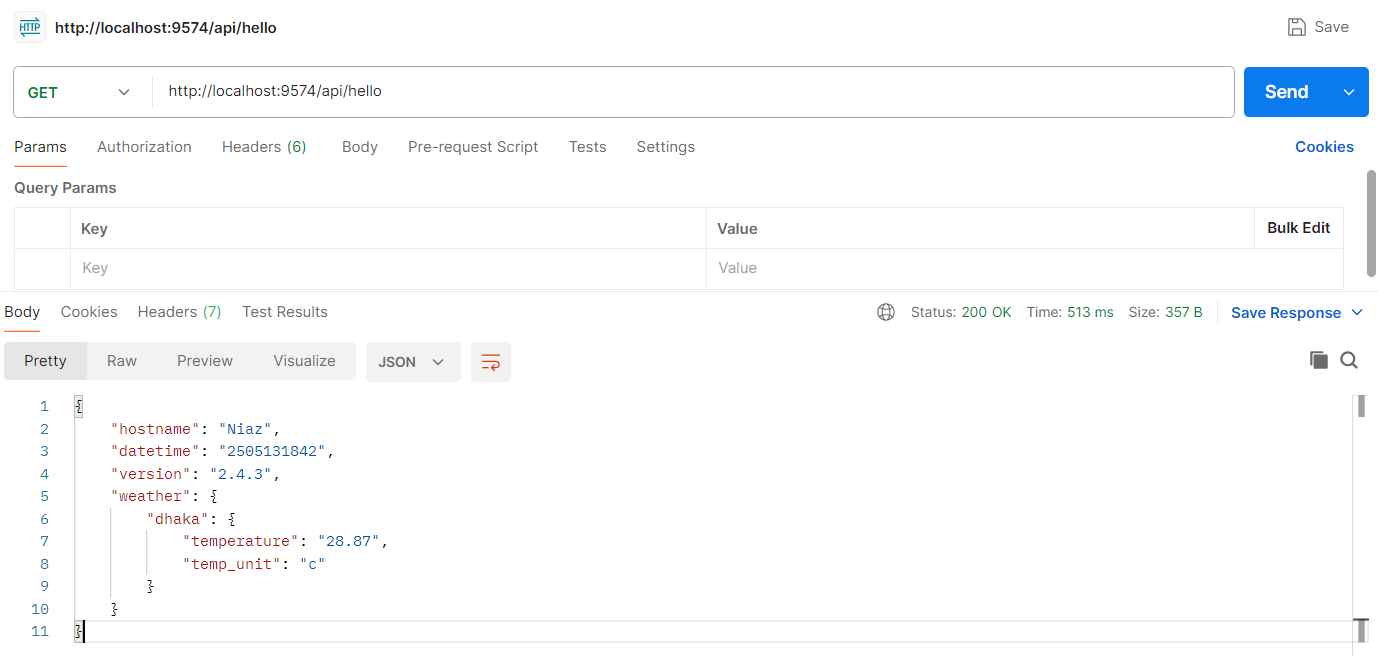 HTTP http://localhost:9574/api/hello Save
GET http://localhost:9574/api/hello Send
Params Authorization Headers (6) Body Pre-request Script Tests Settings Cookies
Query Params
Key Value Bulk Edit
Key Value
Body Cookies Headers (7) Test Results Status: 200 OK Time: 513 ms Size: 357 B Save Response
Pretty Raw Preview Visualize JSON
1 {
2 "hostname": "Niaz",
3 "datetime": "2505131842",
4 "version": "2.4.3",
5 "weather": {
6 "dhaka": {
7 "temperature": "28.87",
8 "temp_unit": "c"
9 }
10 }
11 }